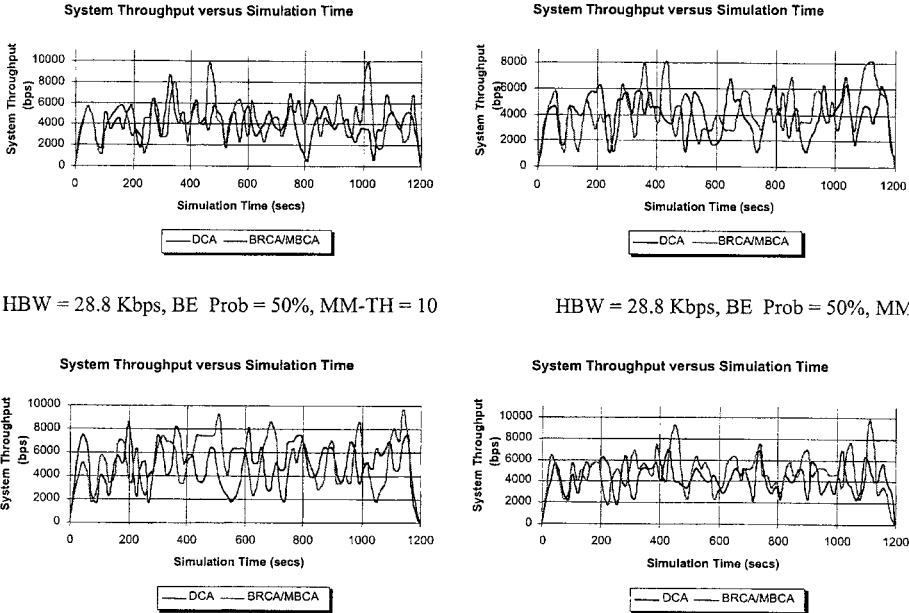 System Throughput versus Simulation Time
System Throughput (bps)
10000
8000
6000
4000
2000
0
0 200 400 600 800 1000 1200
Simulation Time (secs)
DCA BRCA/MBCA
System Throughput versus Simulation Time
System Throughput (bps)
8000
6000
4000
2000
0
0 200 400 600 800 1000 1200
Simulation Time (secs)
DCA BRCA/MBCA
HBW = 28.8 Kbps, BE Prob = 50%, MM-TH = 10
HBW = 28.8 Kbps, BE Prob = 50%, MM
System Throughput versus Simulation Time
System Throughput (bps)
10000
8000
6000
4000
2000
0
0 200 400 600 800 1000 1200
Simulation Time (secs)
DCA BRCA/MBCA
System Throughput versus Simulation Time
System Throughput (bps)
10000
8000
6000
4000
2000
0
0 200 400 600 800 1000 1200
Simulation Time (secs)
DCA BRCA/MBCA